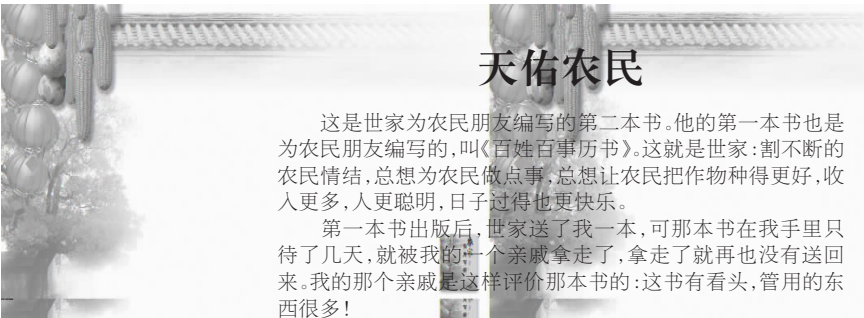 天佑农民
这是世家为农民朋友编写的第二本书。他的第一本书也是
为农民朋友编写的,叫《百姓百事历书》。这就是世家:割不断的
农民情结,总想为农民做点事,总想让农民把作物种得更好,收
入更多,人更聪明,日子过得也更快乐。
第一本书出版后,世家送了我一本,可那本书在我手里只
待了几天,就被我的一个亲戚拿走了,拿走了就再也没有送回
来。我的那个亲戚是这样评价那本书的:这书有看头,管用的东
西很多!